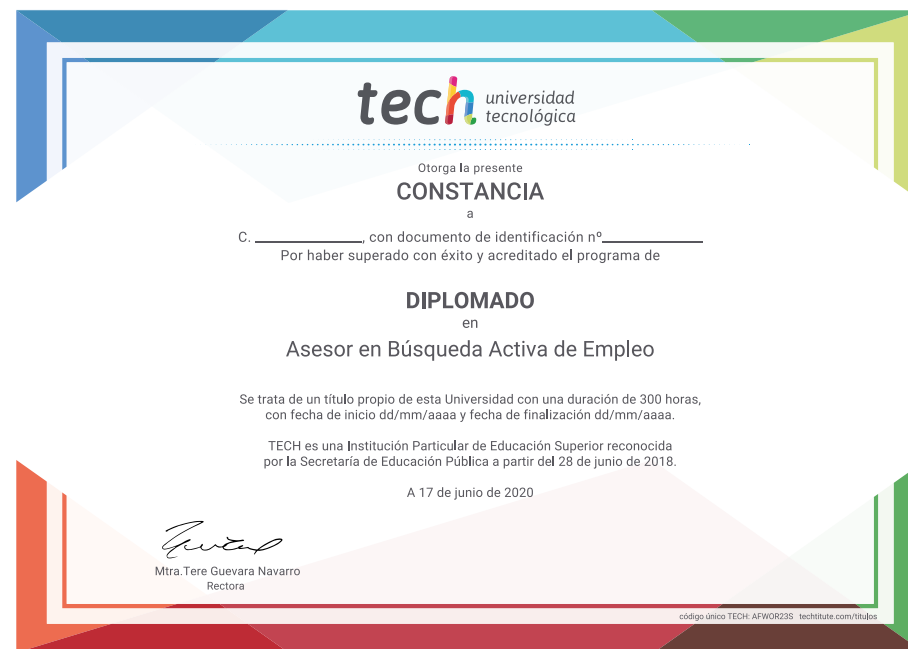 tech universidad
tecnológica
Otorga la presente
CONSTANCIA
a
C. ____________, con documento de identificación nº____________
Por haber superado con éxito y acreditado el programa de
DIPLOMADO
en
Asesor en Búsqueda Activa de Empleo
Se trata de un título propio de esta Universidad con una duración de 300 horas,
con fecha de inicio dd/mm/aaaa y fecha de finalización dd/mm/aaaa.
TECH es una Institución Particular de Educación Superior reconocida
por la Secretaría de Educación Pública a partir del 28 de junio de 2018.
A 17 de junio de 2020
Mtra.Tere Guevara Navarro
Rectora
código único TECH: AFWOR23S techtitute.com/titulos